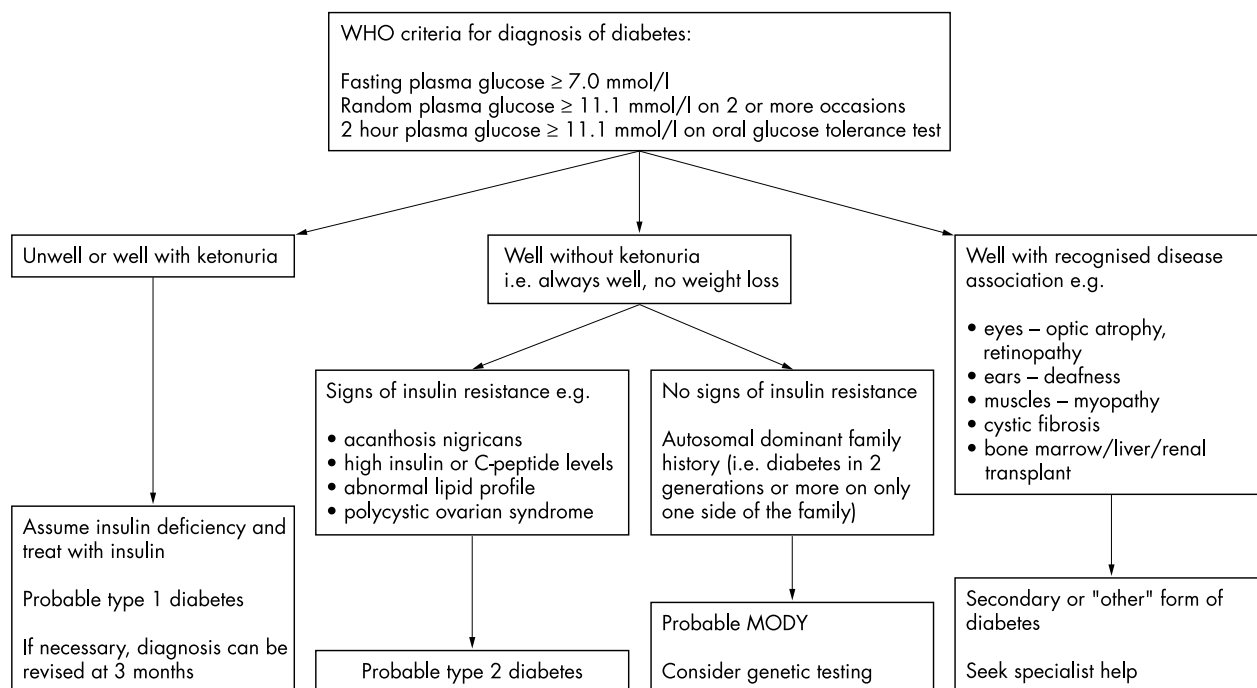 WHO criteria for diagnosis of diabetes:
Fasting plasma glucose ≥ 7.0 mmol/l
Random plasma glucose ≥ 11.1 mmol/l on 2 or more occasions
2 hour plasma glucose ≥ 11.1 mmol/l on oral glucose tolerance test
Unwell or well with ketonuria
Well without ketonuria
i.e. always well, no weight loss
Well with recognised disease
association e.g.
• eyes – optic atrophy,
retinopathy
• ears – deafness
• muscles – myopathy
• cystic fibrosis
• bone marrow/liver/renal
transplant
Signs of insulin resistance e.g.
• acanthosis nigricans
• high insulin or C-peptide levels
• abnormal lipid profile
• polycystic ovarian syndrome
No signs of insulin resistance
Autosomal dominant family
history (i.e. diabetes in 2
generations or more on only
one side of the family)
Assume insulin deficiency and
treat with insulin
Probable type 1 diabetes
If necessary, diagnosis can be
revised at 3 months
Probable type 2 diabetes
Probable MODY
Consider genetic testing
Secondary or "other" form of
diabetes
Seek specialist help